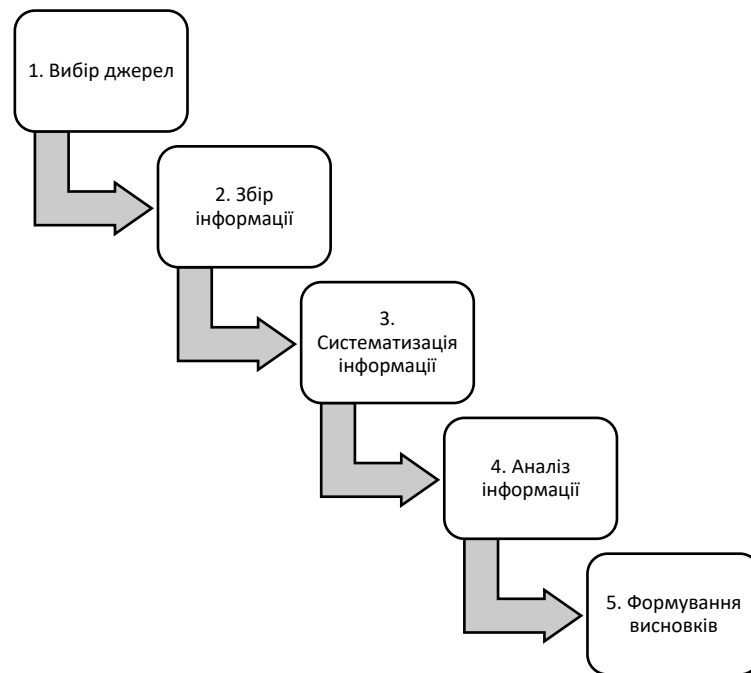 1. Вибір джерел
2. Збір
інформації
3.
Систематизація
інформації
4. Аналіз
інформації
5. Формування
висновків